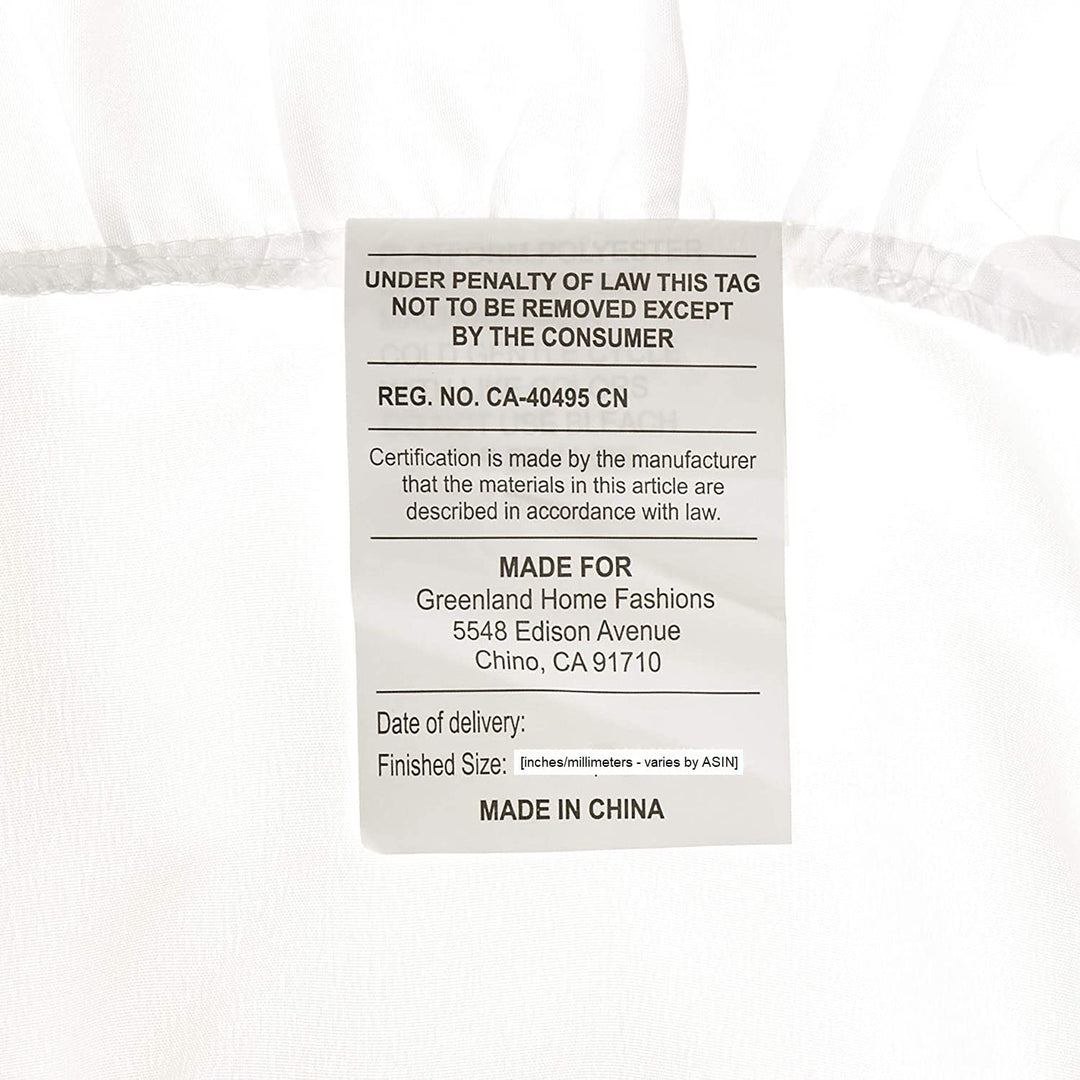 UNDER PENALTY OF LAW THIS TAG
NOT TO BE REMOVED EXCEPT
BY THE CONSUMER
REG. NO. CA-40495 CN
Certification is made by the manufacturer
that the materials in this article are
described in accordance with law.
MADE FOR
Greenland Home Fashions
5548 Edison Avenue
Chino, CA 91710
Date of delivery:
Finished Size: [inches/millimeters - varies by ASIN]
MADE IN CHINA